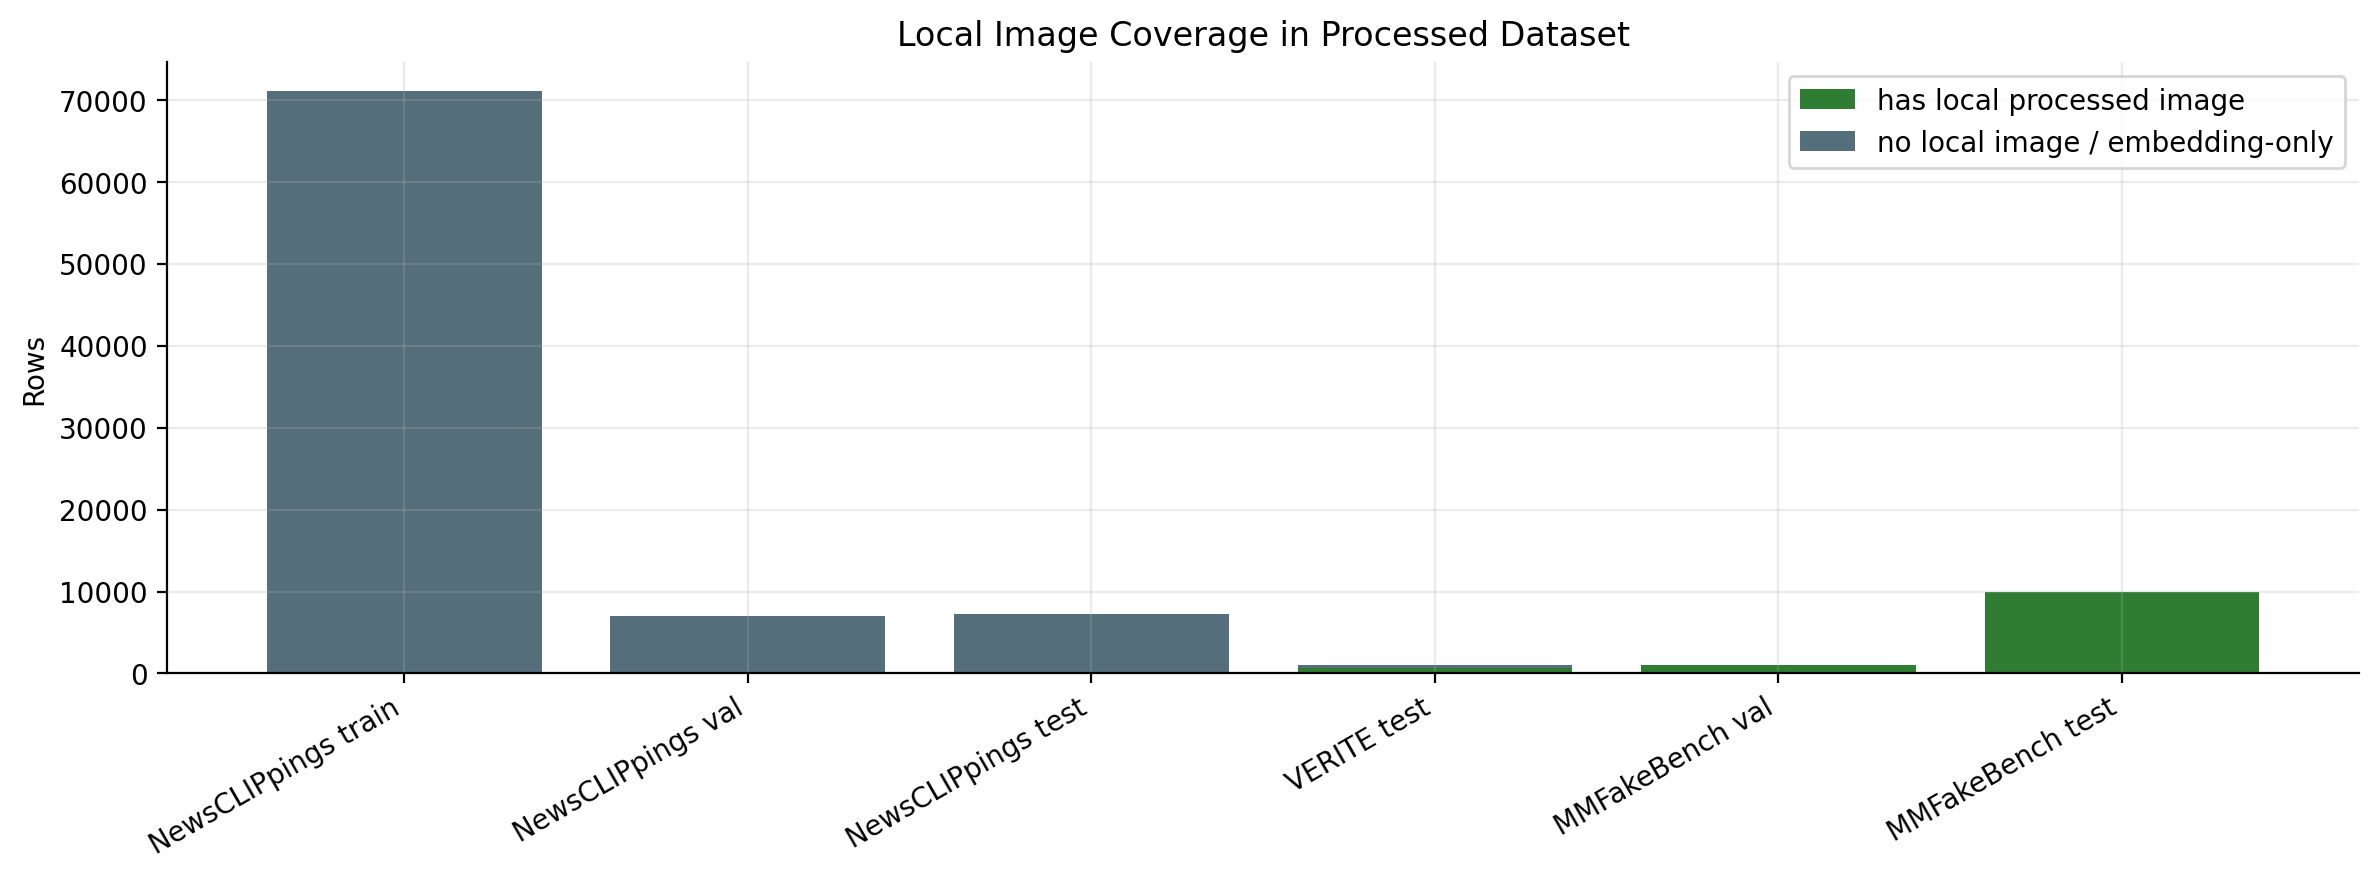 Local Image Coverage in Processed Dataset
has local processed image
no local image / embedding-only
Rows
70000
60000
50000
40000
30000
20000
10000
0
NewsCLIPpings train
NewsCLIPpings val
NewsCLIPpings test
VERITE test
MMFakeBench val
MMFakeBench test